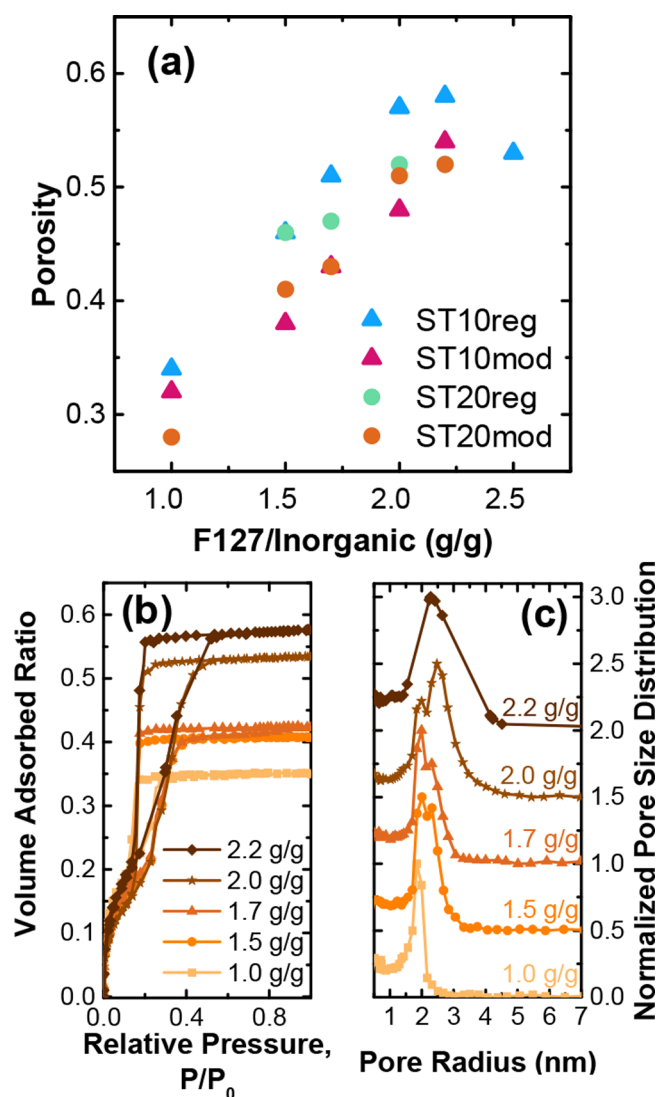 (a)
0.6
0.5
0.4
0.3
Porosity
ST10reg
ST10mod
ST20reg
ST20mod
1.0 1.5 2.0 2.5
F127/Inorganic (g/g)
(b)
0.6
0.5
0.4
0.3
0.2
0.1
0.0
Volume Adsorbed Ratio
2.2 g/g
2.0 g/g
1.7 g/g
1.5 g/g
1.0 g/g
0.0 0.4 0.8
Relative Pressure,
P/P₀
(c)
3.0
2.5
2.0
1.5
1.0
0.5
0.0
Normalized Pore Size Distribution
2.2 g/g
2.0 g/g
1.7 g/g
1.5 g/g
1.0 g/g
1 2 3 4 5 6 7
Pore Radius (nm)